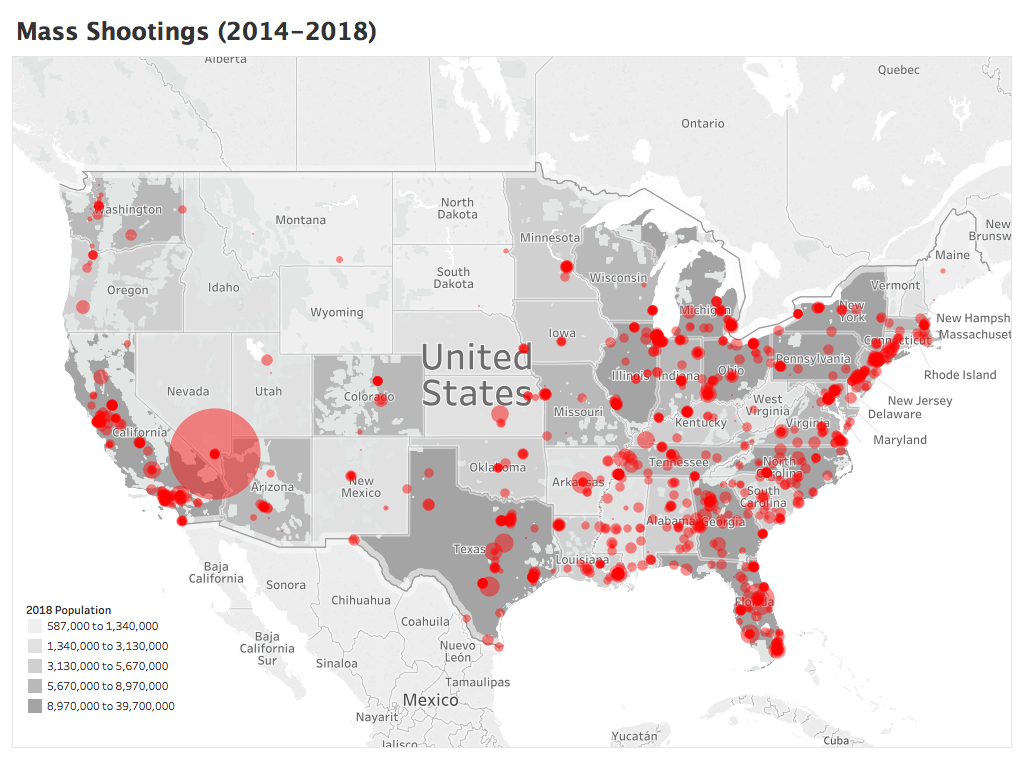 Mass Shootings (2014-2018)
Alberta
Quebec
Ontario
Washington
Montana
North
Dakota
Minnesota
New
Brunsw
Maine
Oregon
Idaho
South
Dakota
Wisconsin
Vermont
Wyoming
Michigan
New
York
New Hampsh
Massachuset
Connecticut
Iowa
United
States
Pennsylvania
Nevada
Utah
Colorado
Illinois
Indiana
Ohio
Rhode Island
Missouri
West
Virginia
New Jersey
Delaware
California
Kentucky
Virginia
Maryland
Arizona
New
Mexico
Oklahoma
Arkansas
Tennessee
North
Carolina
South
Carolina
Alabama
Georgia
Texas
Louisiana
Baja
California
Sonora
Chihuahua
Florida
Coahuila
2018 Population
587,000 to 1,340,000
1,340,000 to 3,130,000
3,130,000 to 5,670,000
5,670,000 to 8,970,000
8,970,000 to 39,700,000
Baja
California
Sur
Sinaloa
Nuevo
León
Tamaulipas
Mexico
Nayarit
Jalisco
Yucatán
Cuba